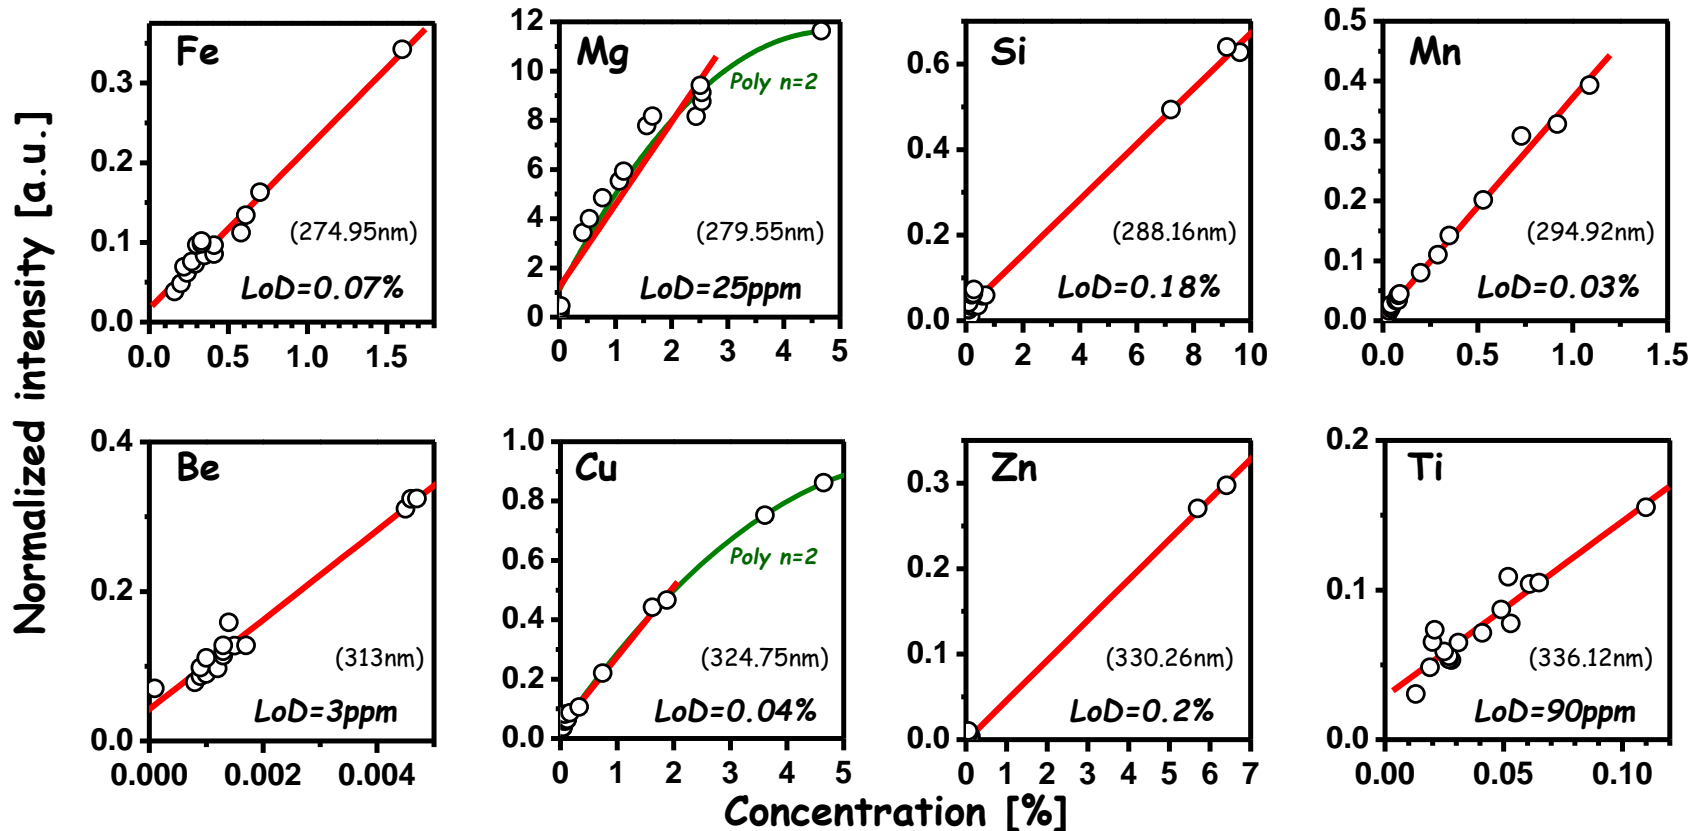 Normalized intensity [a.u.]
Fe
0.3
0.2
0.1
0.0
(274.95nm)
LoD=0.07%
0.0 0.5 1.0 1.5
Mg
12
10
8
6
4
2
0
Poly n=2
(279.55nm)
LoD=25ppm
0 1 2 3 4 5
Si
0.6
0.4
0.2
0.0
(288.16nm)
LoD=0.18%
0 2 4 6 8 10
Mn
0.5
0.4
0.3
0.2
0.1
0.0
(294.92nm)
LoD=0.03%
0.0 0.5 1.0 1.5
Be
0.4
0.2
0.0
(313nm)
LoD=3ppm
0.000 0.002 0.004
Cu
1.0
0.8
0.6
0.4
0.2
0.0
Poly n=2
(324.75nm)
LoD=0.04%
0 1 2 3 4 5
Zn
0.3
0.2
0.1
0.0
(330.26nm)
LoD=0.2%
0 1 2 3 4 5 6 7
Ti
0.2
0.1
0.0
(336.12nm)
LoD=90ppm
0.00 0.05 0.10
Concentration [%]